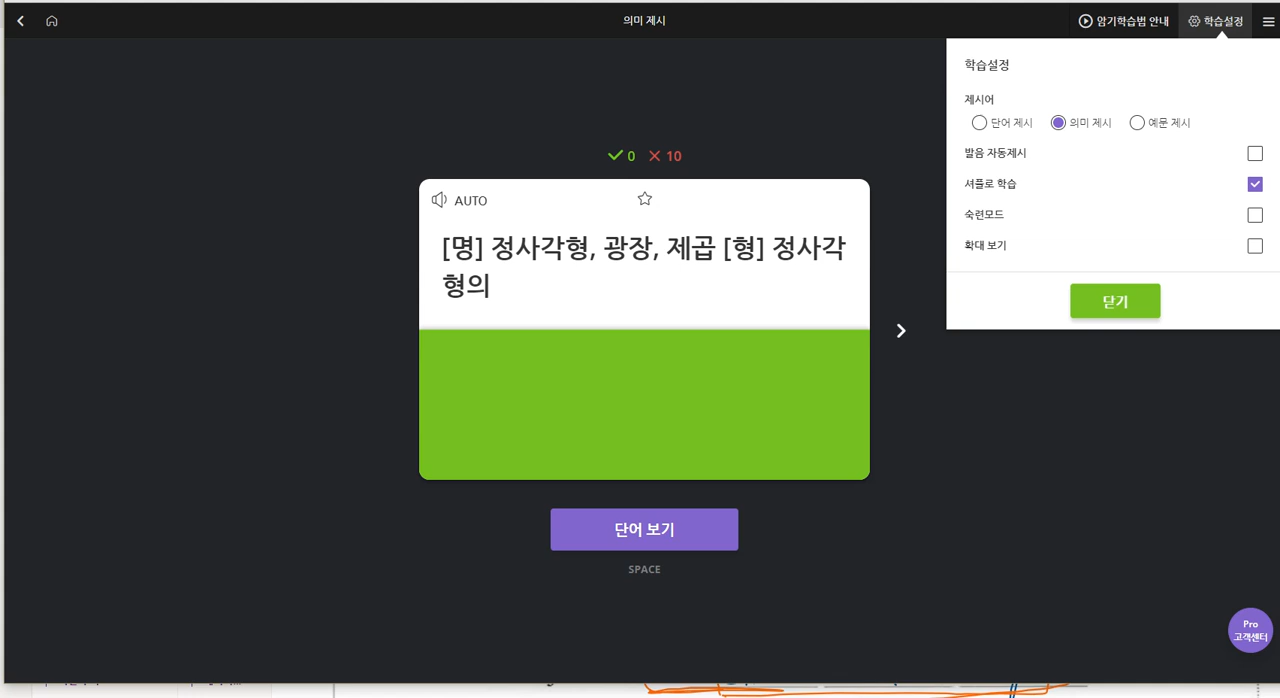 의미 제시
암기학습법 안내
학습설정
학습설정
제시어
단어 제시
의미 제시
예문 제시
발음 자동제시
셔플로 학습
숙련모드
확대 보기
닫기
0
10
AUTO
[명] 정사각형, 광장, 제곱 [형] 정사각
형의
단어 보기
SPACE
Pro
고객센터